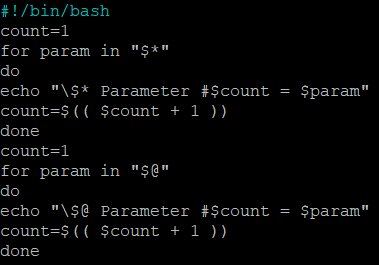 #!/bin/bash
count=1
for param in "$*"
do
echo "\$* Parameter #$count = $param"
count=$(( $count + 1 ))
done
count=1
for param in "$@"
do
echo "\$@ Parameter #$count = $param"
count=$(( $count + 1 ))
done